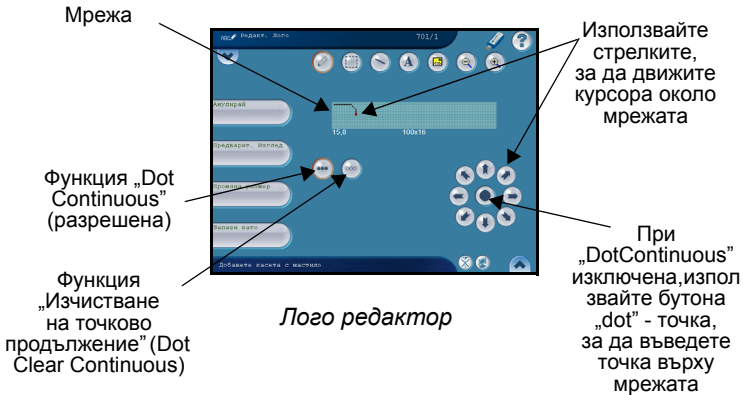 Мрежа
Използвайте
стрелките,
за да движите
курсора около
мрежата
Редакт. Лого
701/1
Анулирай
15,8
100x16
Предварит. Изглед
Промяна размер
Запази като
Добавете касета с мастило
Функция „Dot
Continuous”
(разрешена)
Функция
„Изчистване
на точково
продължение” (Dot
Clear Continuous)
Лого редактор
При
„DotContinuous”
изключена,изпол
звайте бутона
„dot” - точка,
за да въведете
точка върху
мрежата